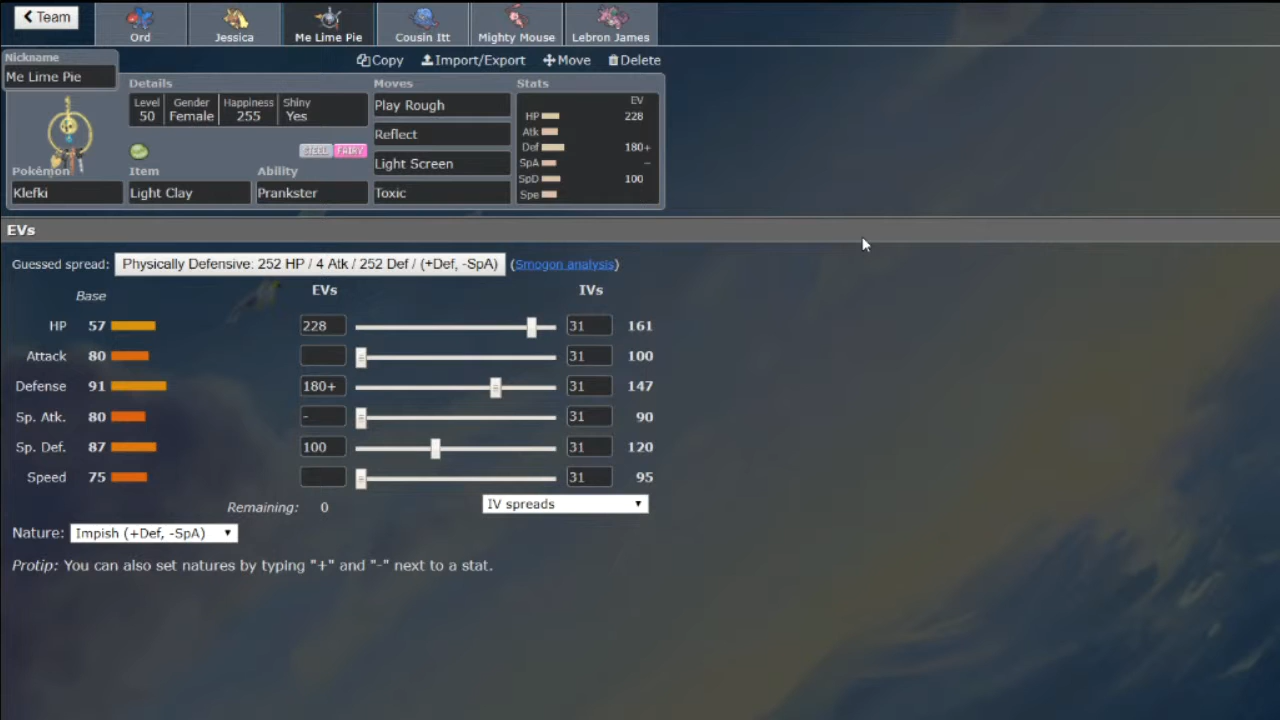 Team
Ord
Jessica
Me Lime Pie
Cousin Itt
Mighty Mouse
Lebron James
Copy
Import/Export
Move
Delete
Nickname
Me Lime Pie
Details
Level
50
Gender
Female
Happiness
255
Shiny
Yes
STEEL FAIRY
Pokémon
Klefki
Item
Light Clay
Ability
Prankster
Moves
Play Rough
Reflect
Light Screen
Toxic
Stats
EV
HP 228
Atk
Def 180+
SpA –
SpD 100
Spe
EVs
Guessed spread: Physically Defensive: 252 HP / 4 Atk / 252 Def / (+Def, -SpA) (Smogon analysis)
Base EVs IVs
HP 57 228 31 161
Attack 80 31 100
Defense 91 180+ 31 147
Sp. Atk. 80 - 31 90
Sp. Def. 87 100 31 120
Speed 75 31 95
Remaining: 0
IV spreads
Nature: Impish (+Def, -SpA)
Protip: You can also set natures by typing "+" and "-" next to a stat.